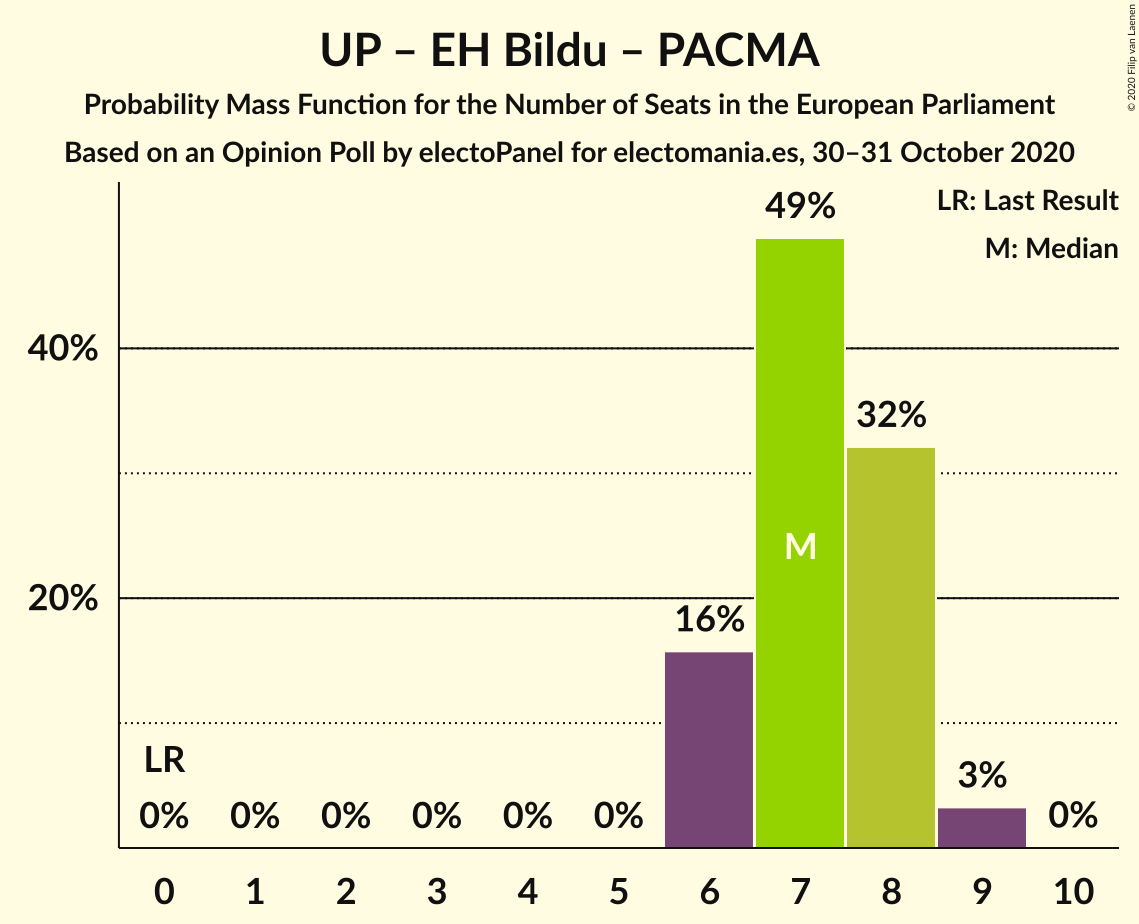 UP – EH Bildu – PACMA
Probability Mass Function for the Number of Seats in the European Parliament
Based on an Opinion Poll by electoPanel for electomania.es, 30–31 October 2020
© 2020 Filip van Laenen
LR: Last Result
M: Median
49%
40%
32%
M
20%
16%
LR
3%
0% 0% 0% 0% 0% 0% 0%
0 1 2 3 4 5 6 7 8 9 10